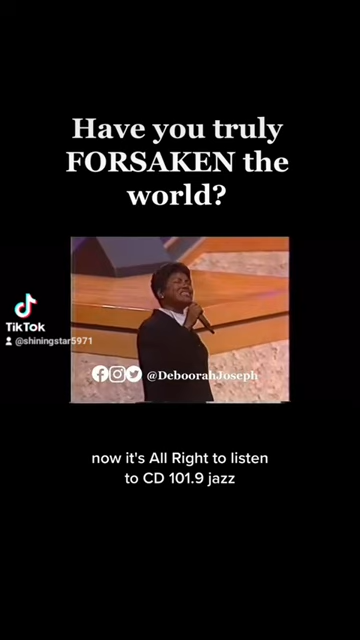 Have you truly
FORSAKEN the
world?
TikTok
@shiningstar5971
@DeboorahJoseph
now it's All Right to listen
to CD 101.9 jazz